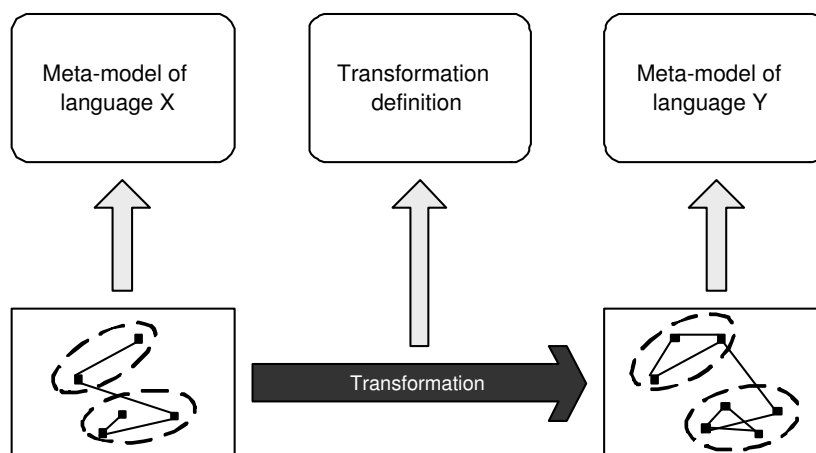 Meta-model of
language X
Transformation
definition
Meta-model of
language Y
Transformation